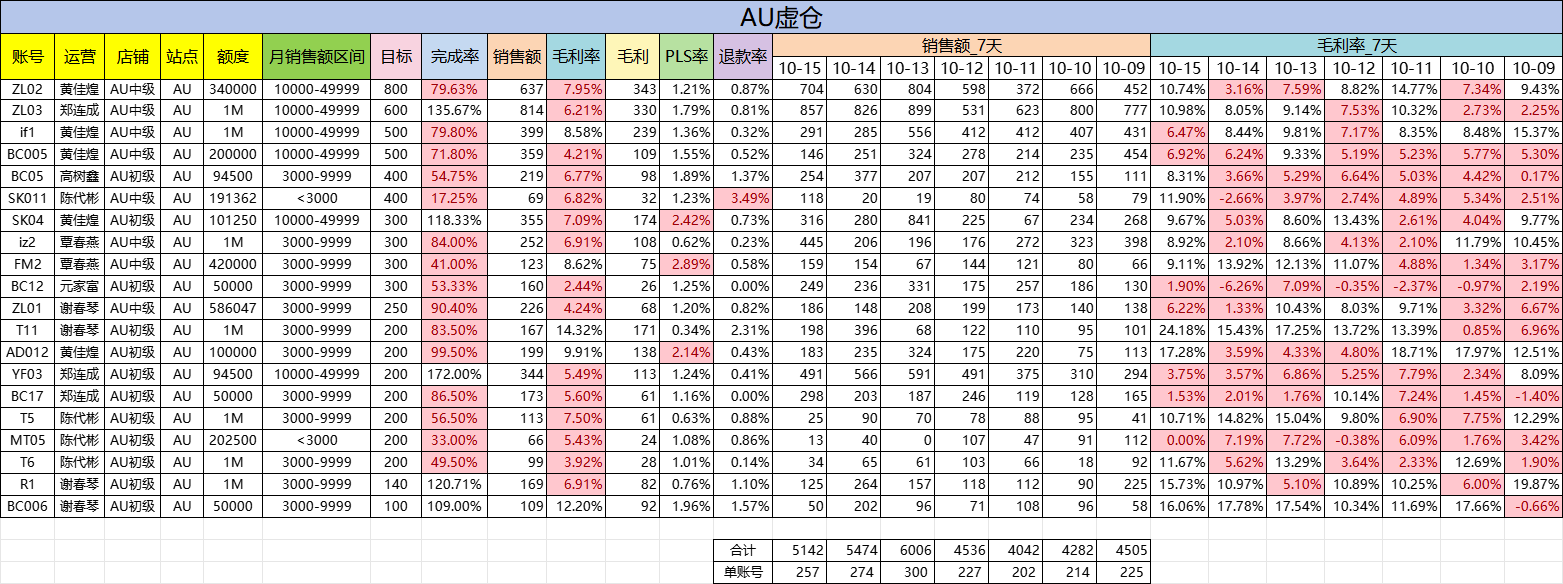 AU虚仓
账号 运营 店铺 站点 额度 月销售额区间 目标 完成率 销售额 毛利率 毛利 PLS率 退款率 销售额_7天 毛利率_7天
10-15 10-14 10-13 10-12 10-11 10-10 10-09 10-15 10-14 10-13 10-12 10-11 10-10 10-09
ZL02 黄佳煌 AU中级 AU 340000 10000-49999 800 79.63% 637 7.95% 343 1.21% 0.87% 704 630 804 598 372 666 452 10.74% 3.16% 7.59% 8.82% 14.77% 7.34% 9.43%
ZL03 郑连成 AU中级 AU 1M 10000-49999 600 135.67% 814 6.21% 330 1.79% 0.81% 857 826 899 531 623 800 777 10.98% 8.05% 9.14% 7.53% 10.32% 2.73% 2.25%
if1 黄佳煌 AU中级 AU 1M 10000-49999 500 79.80% 399 8.58% 239 1.36% 0.32% 291 285 556 412 412 407 431 6.47% 8.44% 9.81% 7.17% 8.35% 8.48% 15.37%
BC005 黄佳煌 AU中级 AU 200000 10000-49999 500 71.80% 359 4.21% 109 1.55% 0.52% 146 251 324 278 214 235 454 6.92% 6.24% 9.33% 5.19% 5.23% 5.77% 5.30%
BC05 高树鑫 AU初级 AU 94500 3000-9999 400 54.75% 219 6.77% 98 1.89% 1.37% 254 377 207 207 212 155 111 8.31% 3.66% 5.29% 6.64% 5.03% 4.42% 0.17%
SK011 陈代彬 AU中级 AU 191362 <3000 400 17.25% 69 6.82% 32 1.23% 3.49% 118 20 19 80 74 58 79 11.90% -2.66% 3.97% 2.74% 4.89% 5.34% 2.51%
SK04 黄佳煌 AU初级 AU 101250 10000-49999 300 118.33% 355 7.09% 174 2.42% 0.73% 316 280 841 225 67 234 268 9.67% 5.03% 8.60% 13.43% 2.61% 4.04% 9.77%
iz2 覃春燕 AU中级 AU 1M 3000-9999 300 84.00% 252 6.91% 108 0.62% 0.23% 445 206 196 176 272 323 398 8.92% 2.10% 8.66% 4.13% 2.10% 11.79% 10.45%
FM2 覃春燕 AU中级 AU 420000 3000-9999 300 41.00% 123 8.62% 75 2.89% 0.58% 159 154 67 144 121 80 66 9.11% 13.92% 12.13% 11.07% 4.88% 1.34% 3.17%
BC12 元家富 AU初级 AU 50000 3000-9999 300 53.33% 160 2.44% 26 1.25% 0.00% 249 236 331 175 257 186 130 1.90% -6.26% 7.09% -0.35% -2.37% -0.97% 2.19%
ZL01 谢春琴 AU中级 AU 586047 3000-9999 250 90.40% 226 4.24% 68 1.20% 0.82% 186 148 208 199 173 140 138 6.22% 1.33% 10.43% 8.03% 9.71% 3.32% 6.67%
T11 谢春琴 AU初级 AU 1M 3000-9999 200 83.50% 167 14.32% 171 0.34% 2.31% 198 396 68 122 110 95 101 24.18% 15.43% 17.25% 13.72% 13.39% 0.85% 6.96%
AD012 黄佳煌 AU初级 AU 100000 3000-9999 200 99.50% 199 9.91% 138 2.14% 0.43% 183 235 324 175 220 75 113 17.28% 3.59% 4.33% 4.80% 18.71% 17.97% 12.51%
YF03 郑连成 AU初级 AU 94500 10000-49999 200 172.00% 344 5.49% 113 1.24% 0.41% 491 566 591 491 375 310 294 3.75% 3.57% 6.86% 5.25% 7.79% 2.34% 8.09%
BC17 郑连成 AU初级 AU 50000 3000-9999 200 86.50% 173 5.60% 61 1.16% 0.00% 298 203 187 246 119 128 165 1.53% 2.01% 1.76% 10.14% 7.24% 1.45% -1.40%
T5 陈代彬 AU初级 AU 1M 3000-9999 200 56.50% 113 7.50% 61 0.63% 0.88% 25 90 70 78 88 95 41 10.71% 14.82% 15.04% 9.80% 6.90% 7.75% 12.29%
MT05 陈代彬 AU初级 AU 202500 <3000 200 33.00% 66 5.43% 24 1.08% 0.86% 13 40 0 107 47 91 112 0.00% 7.19% 7.72% -0.38% 6.09% 1.76% 3.42%
T6 陈代彬 AU初级 AU 1M 3000-9999 200 49.50% 99 3.92% 28 1.01% 0.14% 34 65 61 103 66 18 92 11.67% 5.62% 13.29% 3.64% 2.33% 12.69% 1.90%
R1 谢春琴 AU初级 AU 1M 3000-9999 140 120.71% 169 6.91% 82 0.76% 1.10% 125 264 157 118 112 90 225 15.73% 10.97% 5.10% 10.89% 10.25% 6.00% 19.87%
BC006 谢春琴 AU初级 AU 50000 3000-9999 100 109.00% 109 12.20% 92 1.96% 1.57% 50 202 96 71 108 96 58 16.06% 17.78% 17.54% 10.34% 11.69% 17.66% -0.66%
合计 5142 5474 6006 4536 4042 4282 4505
单账号 257 274 300 227 202 214 225